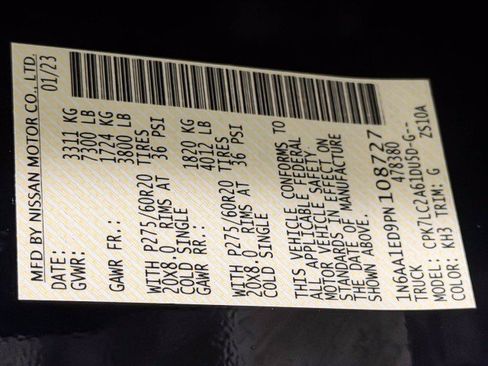 MFD BY NISSAN MOTOR CO., LTD.
DATE: 01/23
GVWR: 3311 KG
7300 LB
GAWR FR.: 1724 KG
3800 LB
WITH P275/60R20 TIRES
20X8.0 RIMS AT 36 PSI
COLD SINGLE
GAWR RR.: 1820 KG
4012 LB
WITH P275/60R20 TIRES
20X8.0 RIMS AT 36 PSI
COLD SINGLE
THIS VEHICLE CONFORMS TO
ALL APPLICABLE FEDERAL
MOTOR VEHICLE SAFETY
STANDARDS IN EFFECT ON
THE DATE OF MANUFACTURE
SHOWN ABOVE.
1N6AA1ED9PN108727
TRUCK 478380
MODEL: CPK7LC2A61DU5D-G--
COLOR: KH3 TRIM: G ZS10A